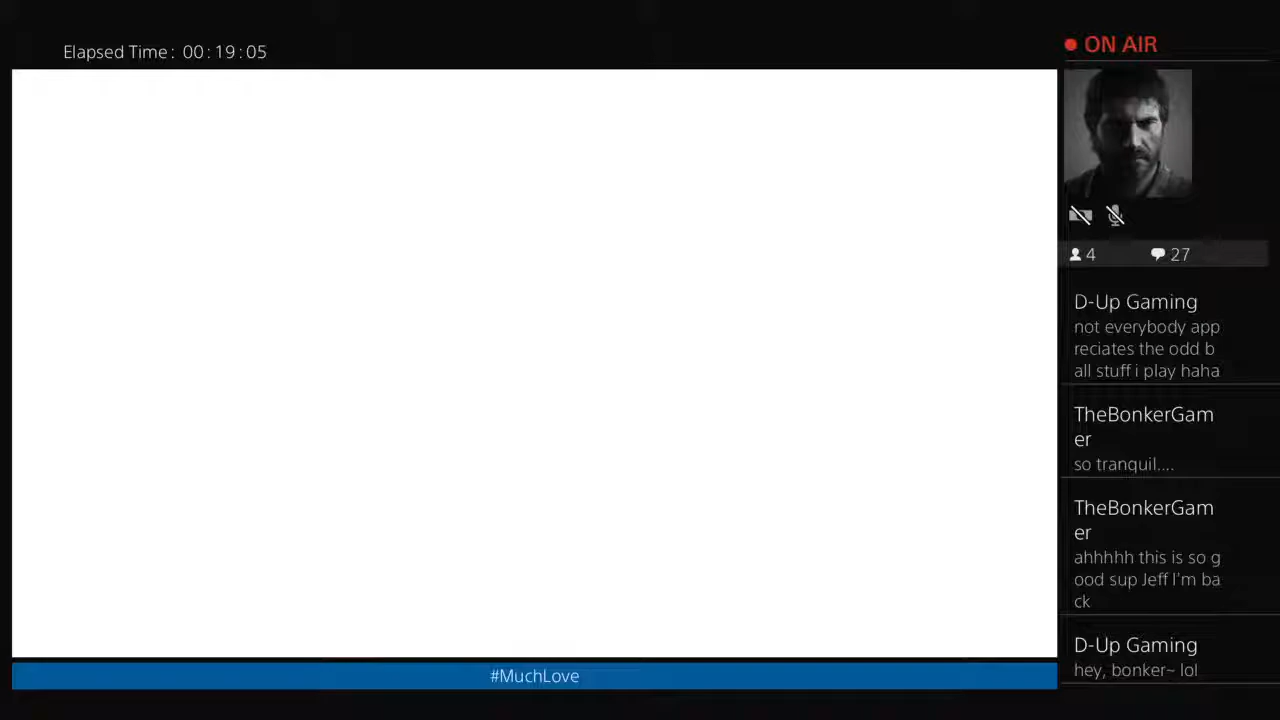 Elapsed Time: 00:19:05
ON AIR
4
27
D-Up Gaming
not everybody app
reciates the odd b
all stuff i play haha
TheBonkerGam
er
so tranquil....
TheBonkerGam
er
ahhhhh this is so g
ood sup Jeff I'm ba
ck
D-Up Gaming
hey, bonker~ lol
#MuchLove